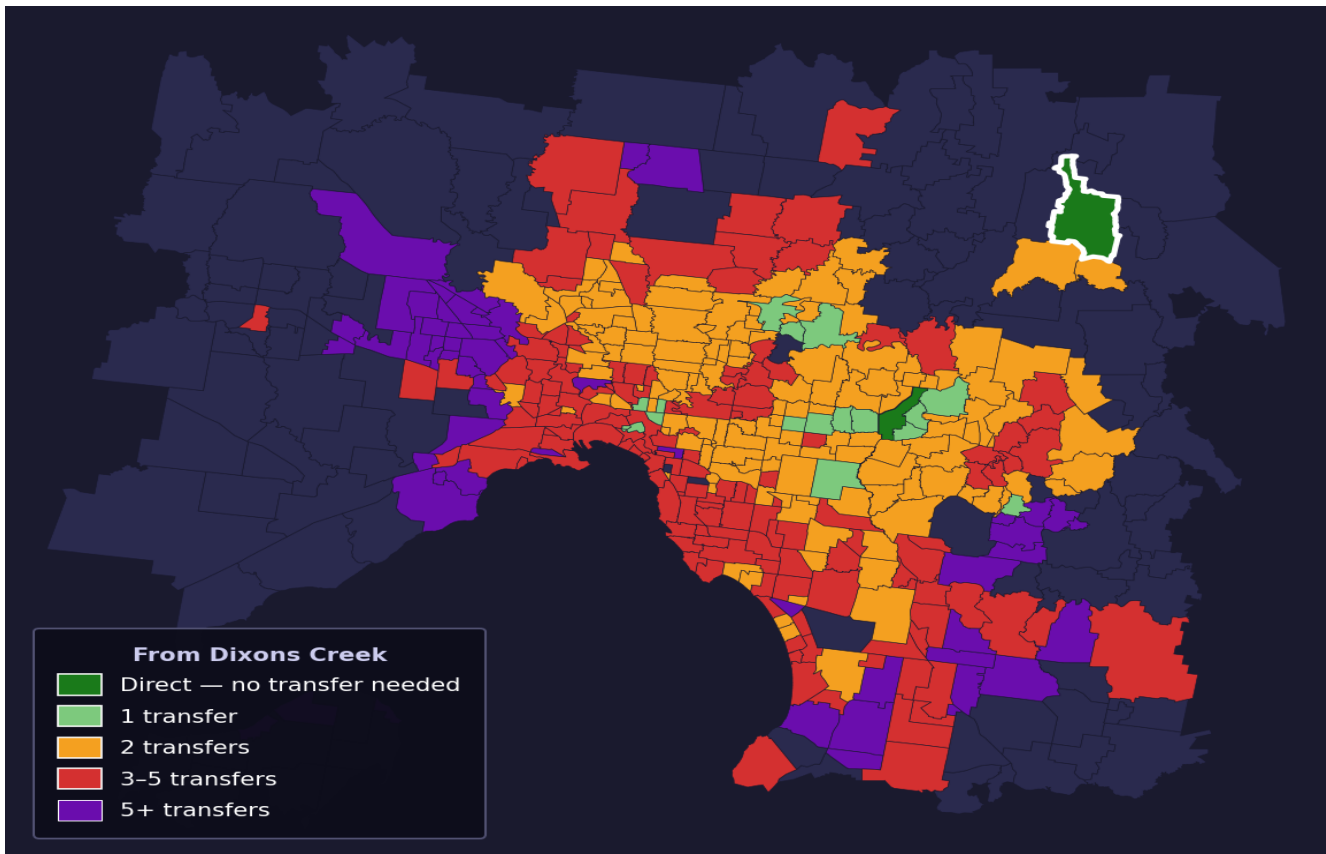 From Dixons Creek
Direct — no transfer needed
1 transfer
2 transfers
3–5 transfers
5+ transfers